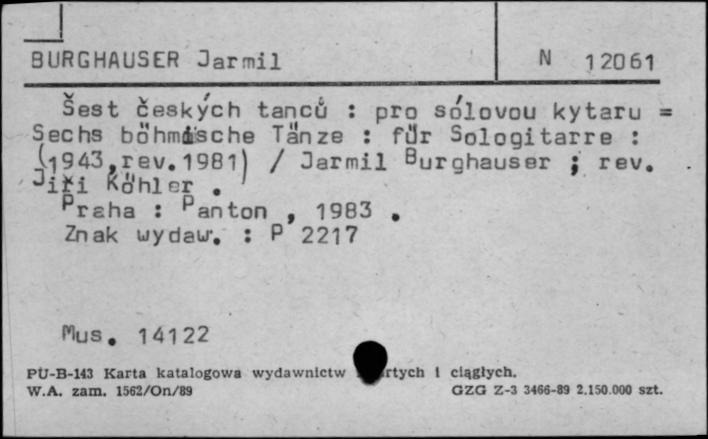 BURGHAUSER Jarmil
N 12061
Šest českých tanců : pro sólovou kytaru =
Sechs böhmische Tänze : für Sologitarre :
(1943,rev.1981) / Jarmil Burghauser ; rev.
Jiři Köhler .
Praha : Panton , 1983 .
Znak wydaw. : P 2217
Mus. 14122
PU-B-143 Karta katalogowa wydawnictw i ciągłych.
W.A. zam. 1562/On/89
GZG Z-3 3466-89 2.150.000 szt.